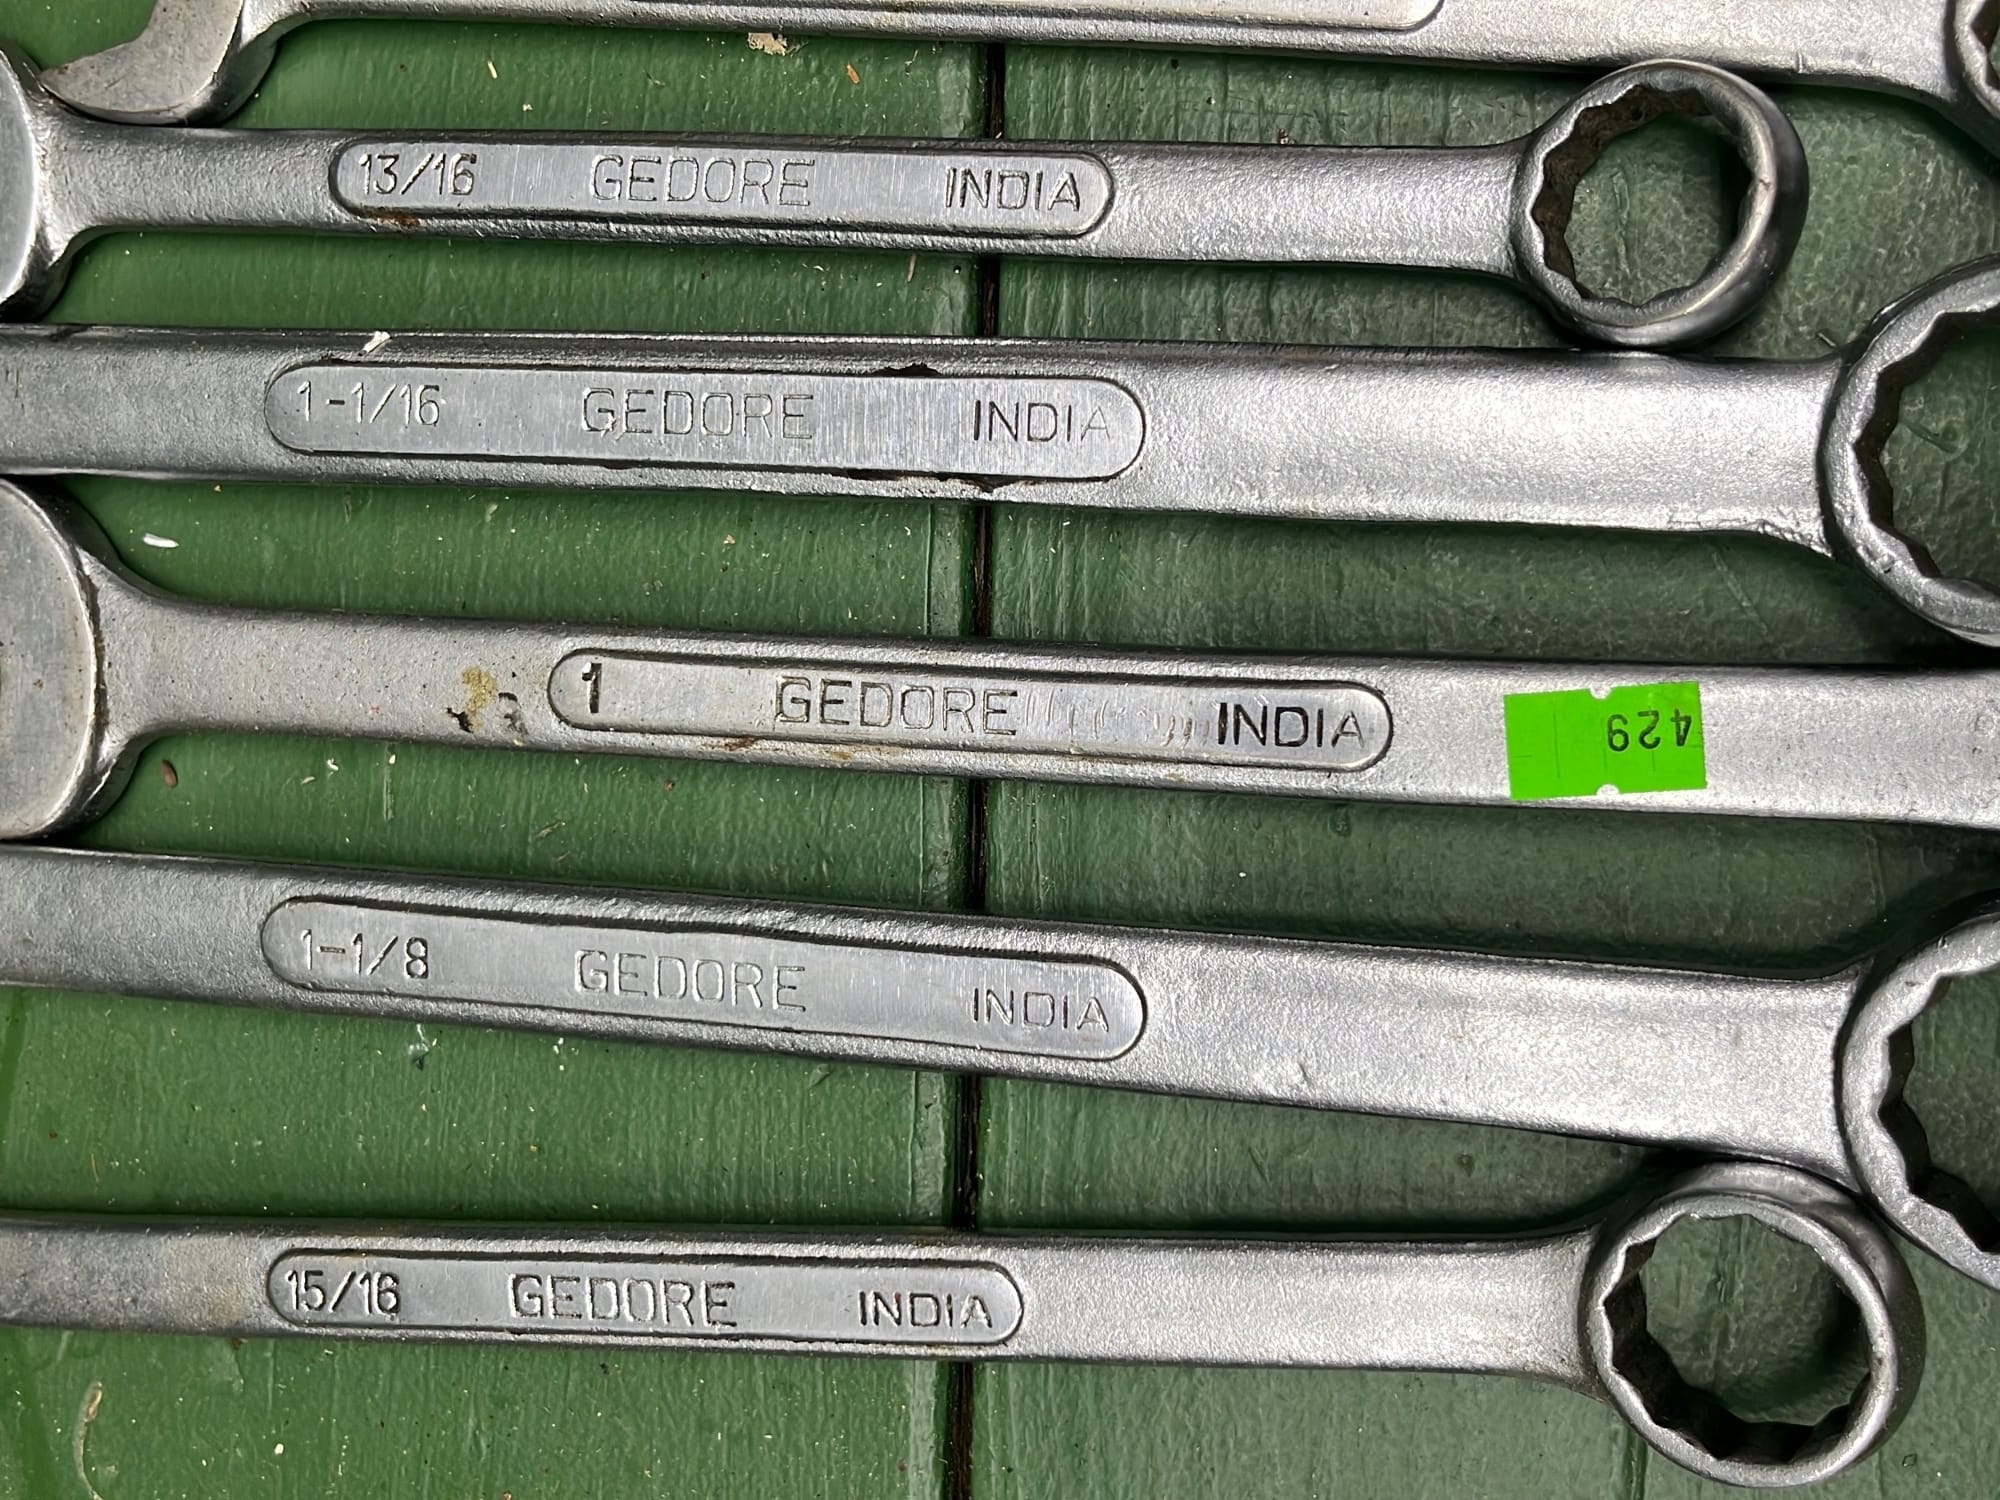 13/16 GEDORE INDIA
1-1/16 GEDORE INDIA
1 GEDORE INDIA
429
1-1/8 GEDORE INDIA
15/16 GEDORE INDIA